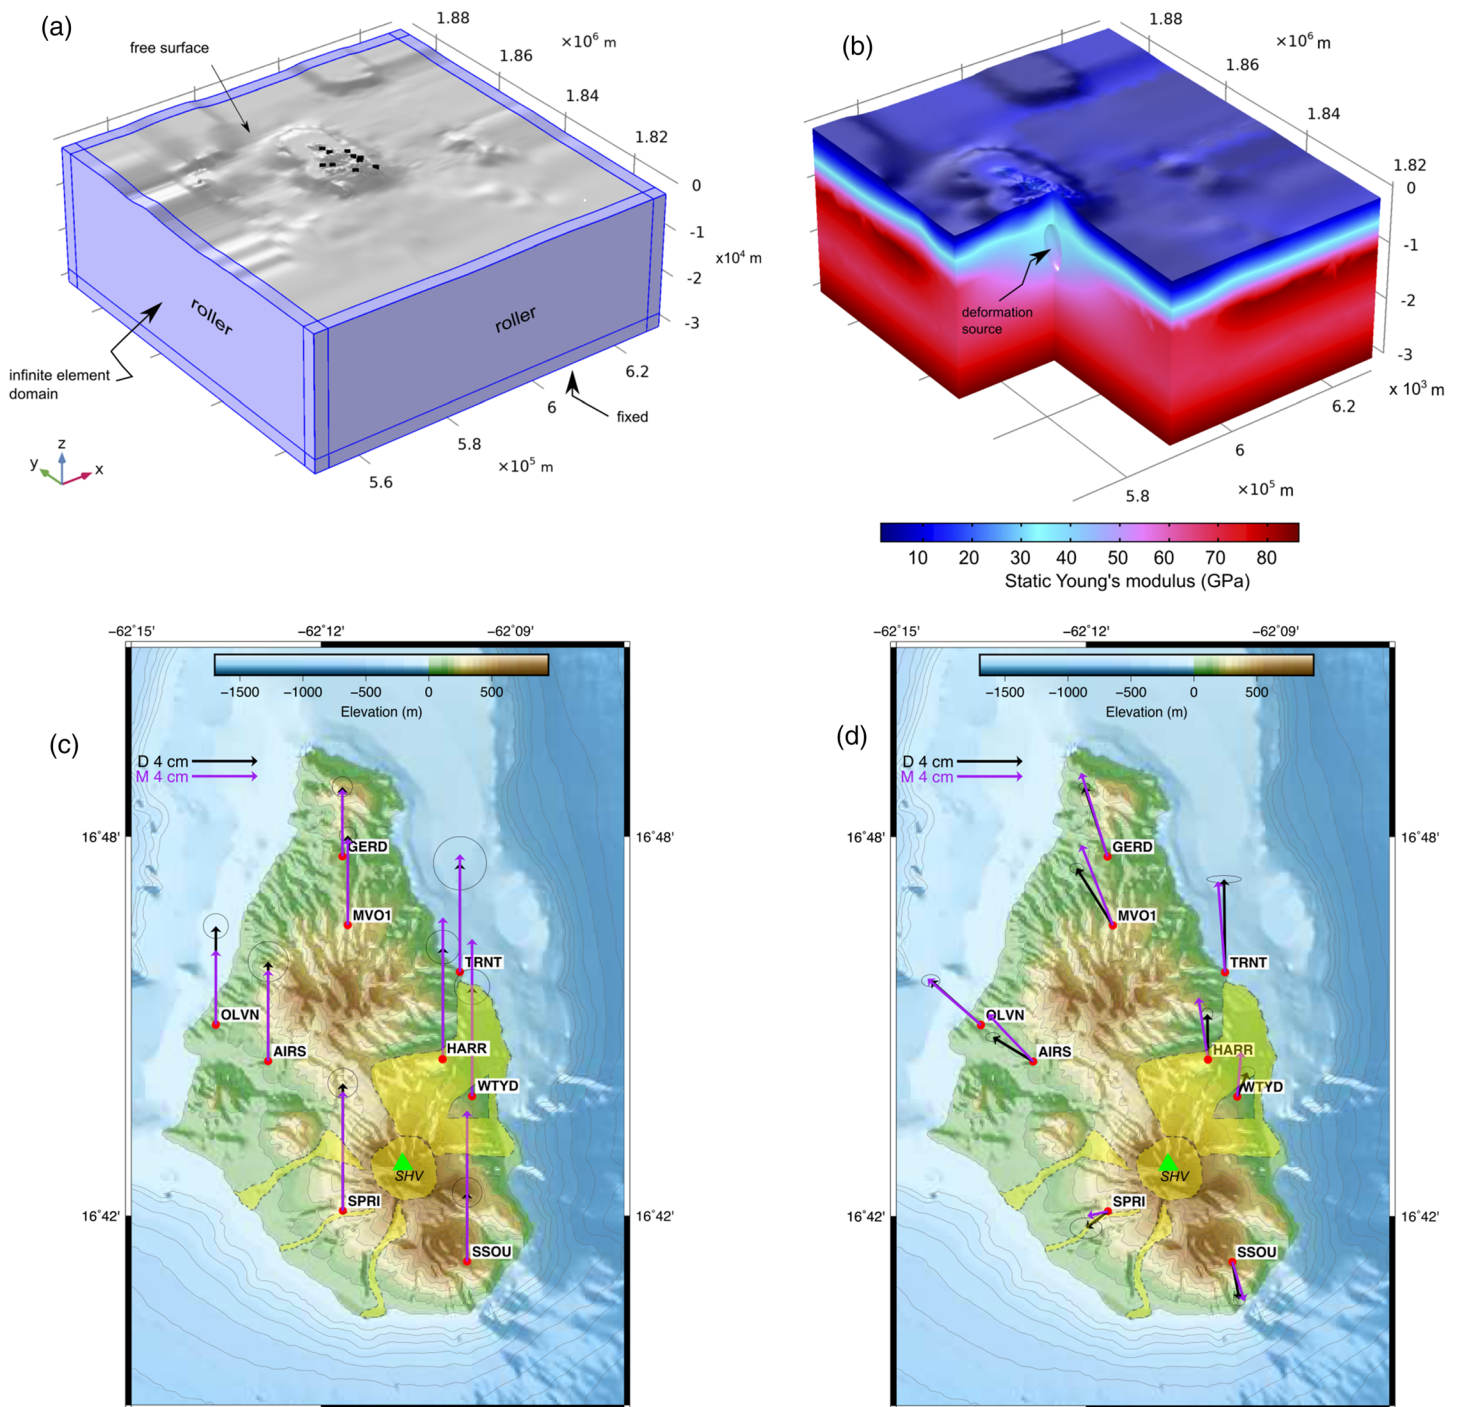 (a)
free surface
1.88
×10⁶ m
1.86
1.84
1.82
0
-1
x10⁴ m
-2
-3
roller
roller
infinite element
domain
6.2
6
fixed
5.8
×10⁵ m
5.6
z
y
x
(b)
1.88
×10⁶ m
1.86
1.84
1.82
0
-1
-2
-3
x 10³ m
deformation
source
6.2
6
×10⁵ m
5.8
10 20 30 40 50 60 70 80
Static Young's modulus (GPa)
(c)
−62˚15' −62˚12' −62˚09'
−1500 −1000 −500 0 500
Elevation (m)
D 4 cm
M 4 cm
16˚48'
16˚48'
GERD
MVO1
TRNT
OLVN
AIRS
HARR
WTYD
SHV
SPRI
16˚42'
16˚42'
SSOU
(d)
−62˚15' −62˚12' −62˚09'
−1500 −1000 −500 0 500
Elevation (m)
D 4 cm
M 4 cm
16˚48'
GERD
MVO1
TRNT
OLVN
AIRS
HARR
WTYD
SHV
SPRI
16˚42'
SSOU